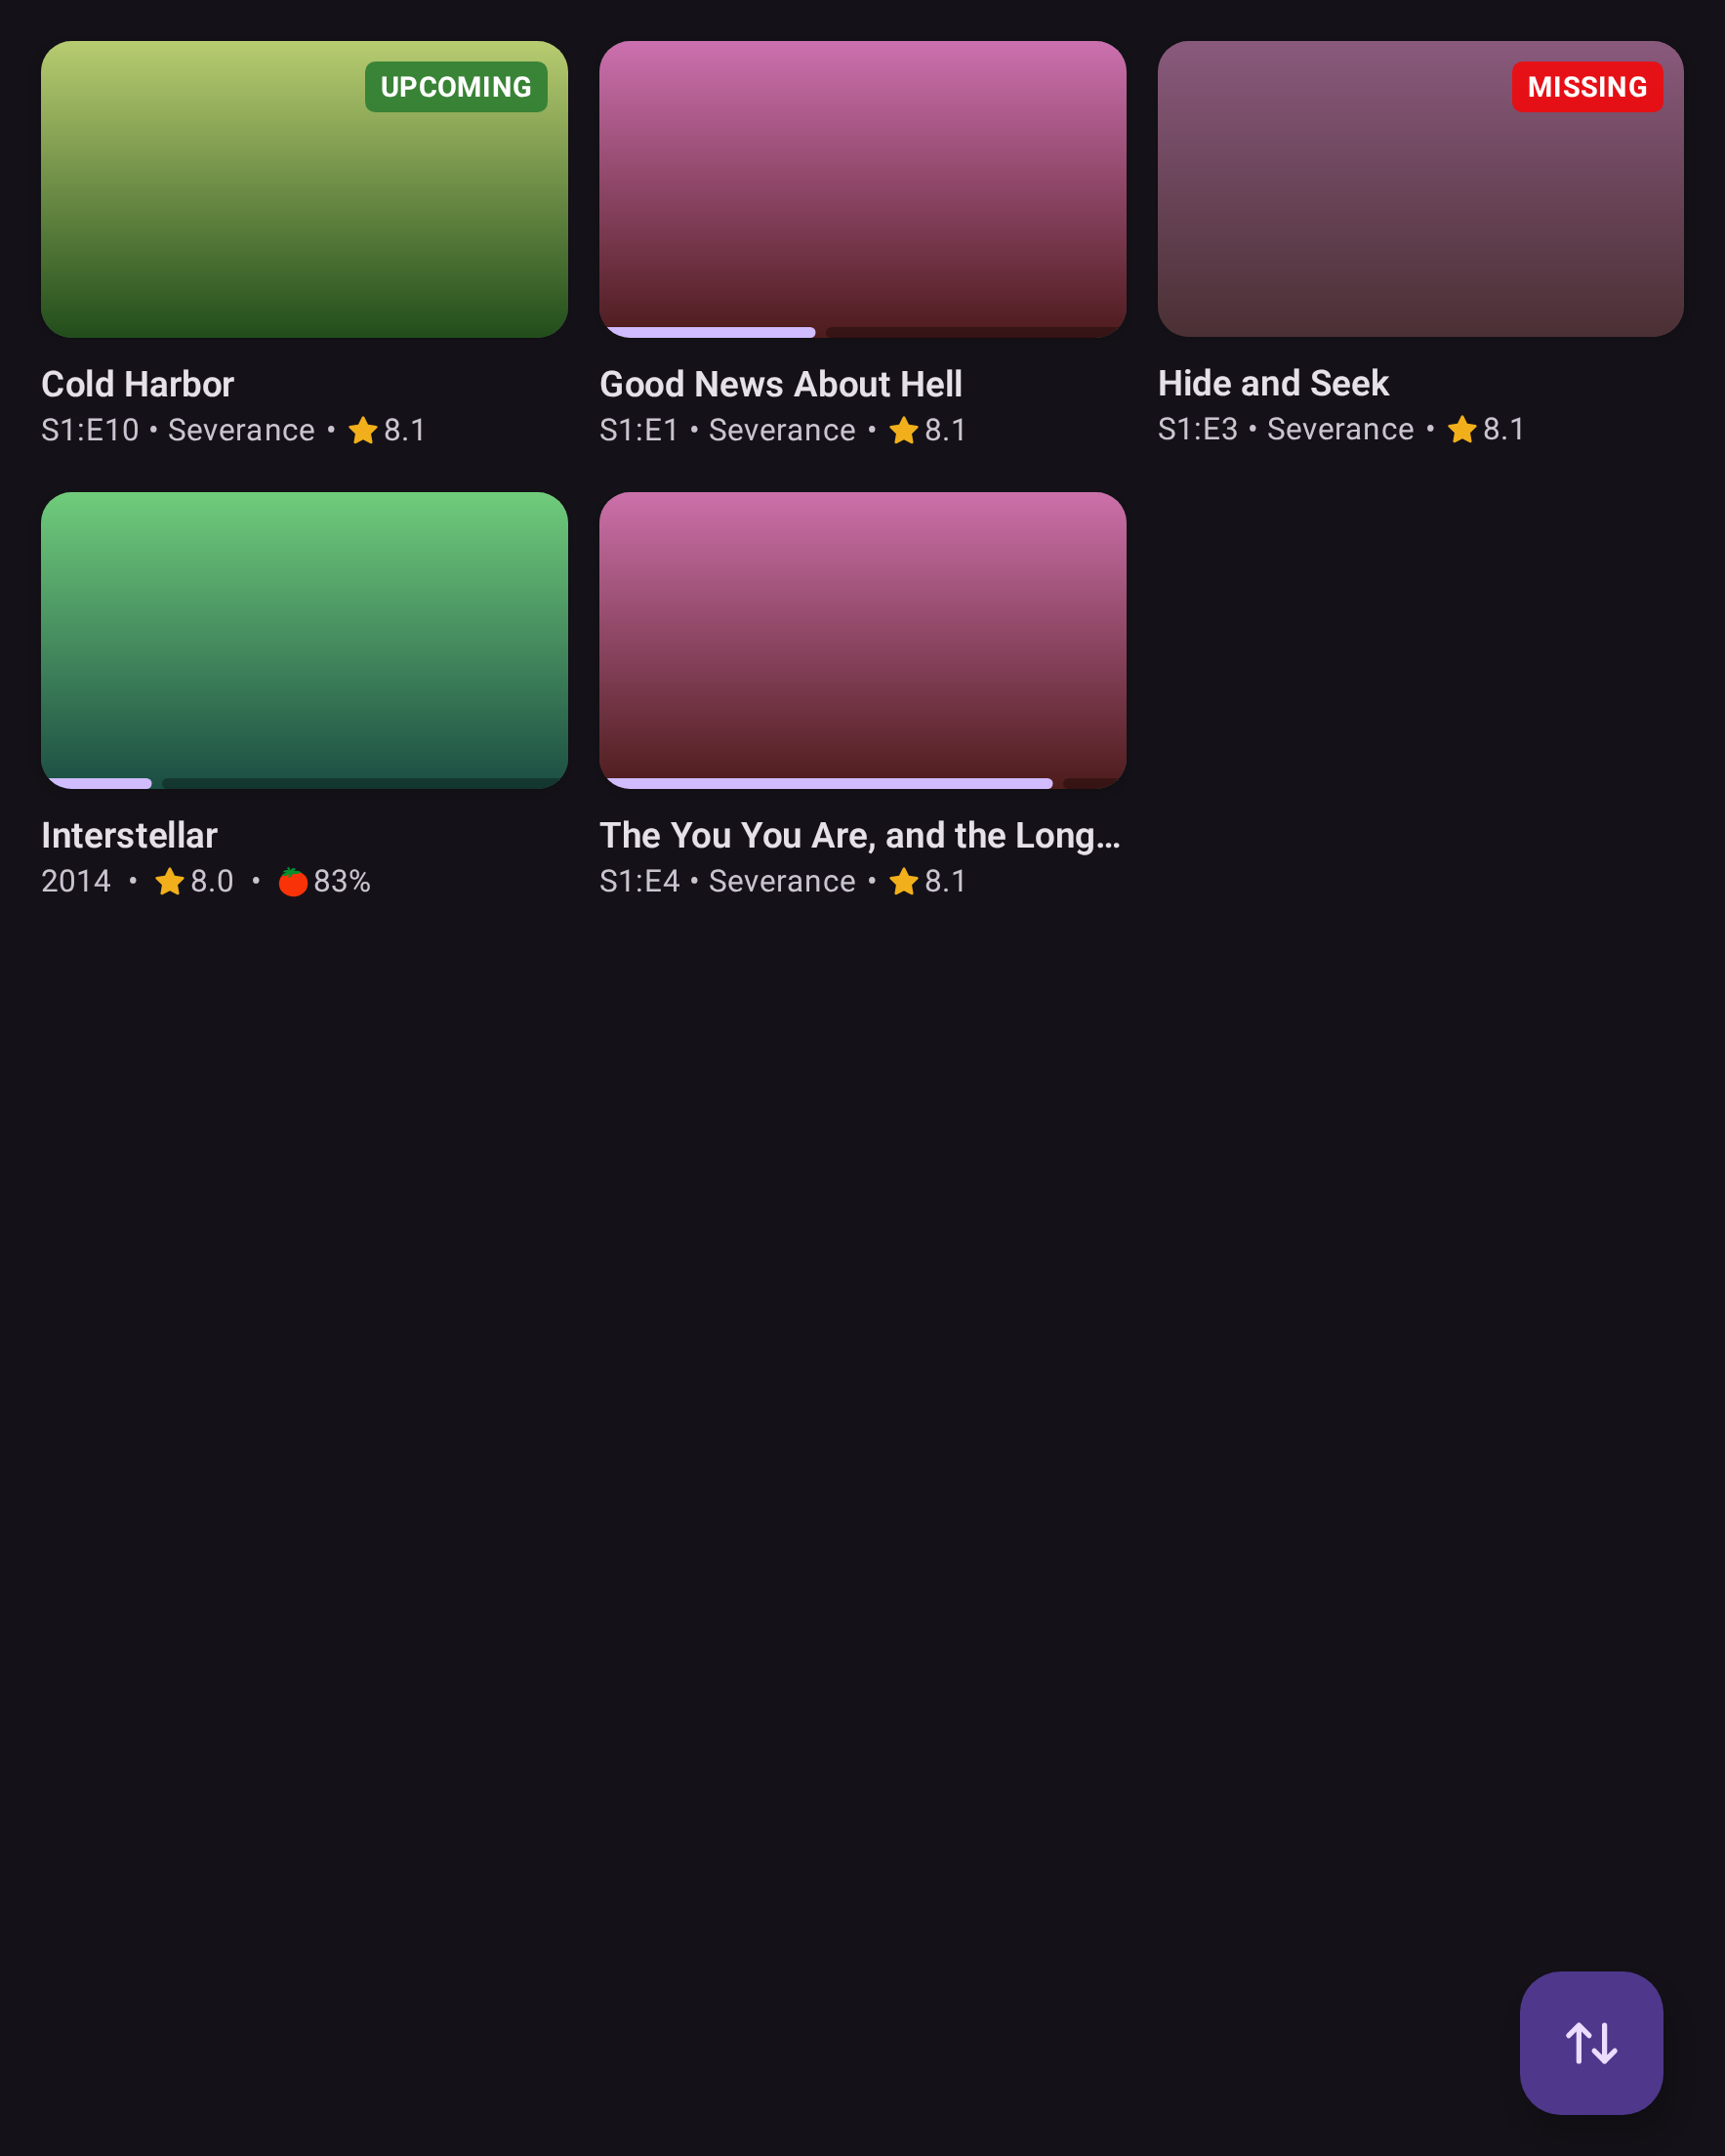 UPCOMING
Cold Harbor
S1:E10 • Severance • 8.1
Good News About Hell
S1:E1 • Severance • 8.1
MISSING
Hide and Seek
S1:E3 • Severance • 8.1
Interstellar
2014 • 8.0 • 83%
The You You Are, and the Long…
S1:E4 • Severance • 8.1